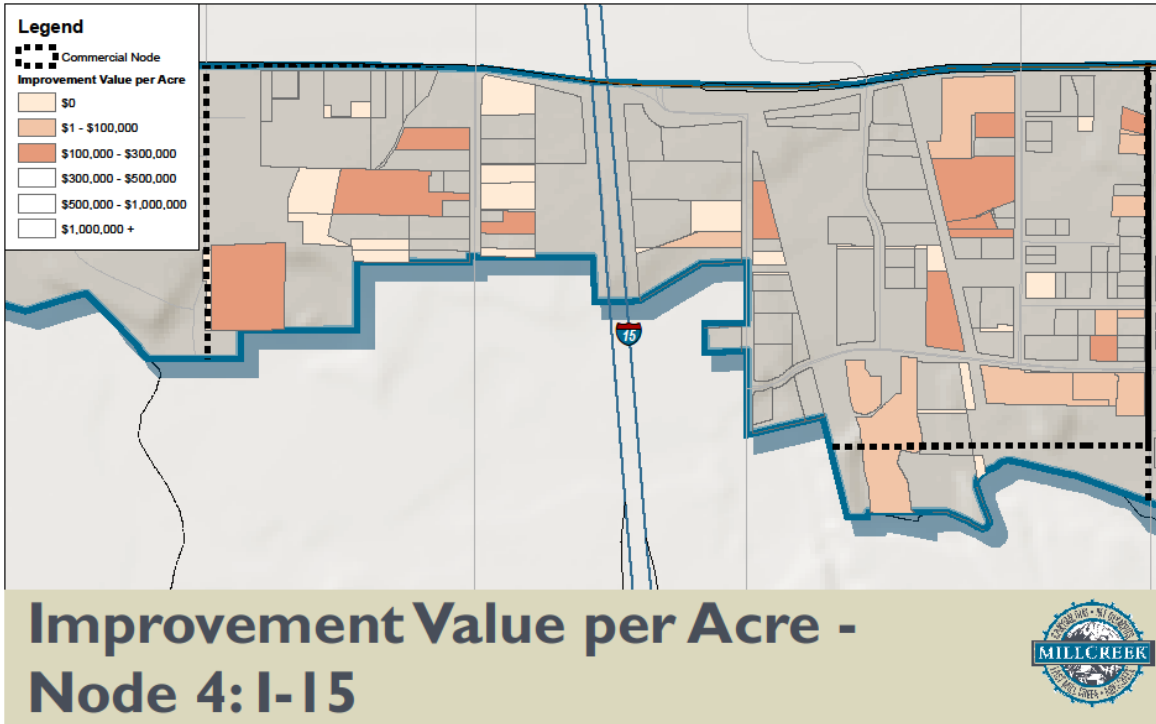 Legend
Commercial Node
Improvement Value per Acre
$0
$1 - $100,000
$100,000 - $300,000
$300,000 - $500,000
$500,000 - $1,000,000
$1,000,000 +
15
Improvement Value per Acre -
Node 4: I-15
MILLCREEK